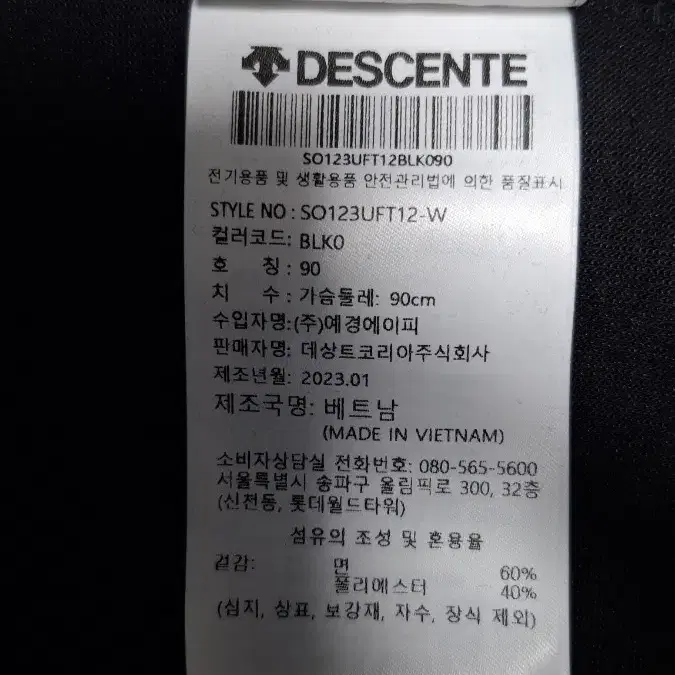 DESCENTE
SO123UFT12BLK090
전기용품 및 생활용품 안전관리법에 의한 품질표시
STYLE NO : SO123UFT12-W
컬러코드: BLK0
호 칭 : 90
치 수 : 가슴둘레: 90cm
수입자명:(주)예경에이피
판매자명: 데상트코리아주식회사
제조년월: 2023.01
제조국명: 베트남
(MADE IN VIETNAM)
소비자상담실 전화번호: 080-565-5600
서울특별시 송파구 올림픽로 300, 32층
(신천동, 롯데월드타워)
섬유의 조성 및 혼용율
겉감: 면 60%
폴리에스터 40%
(심지, 상표, 보강재, 자수, 장식 제외)